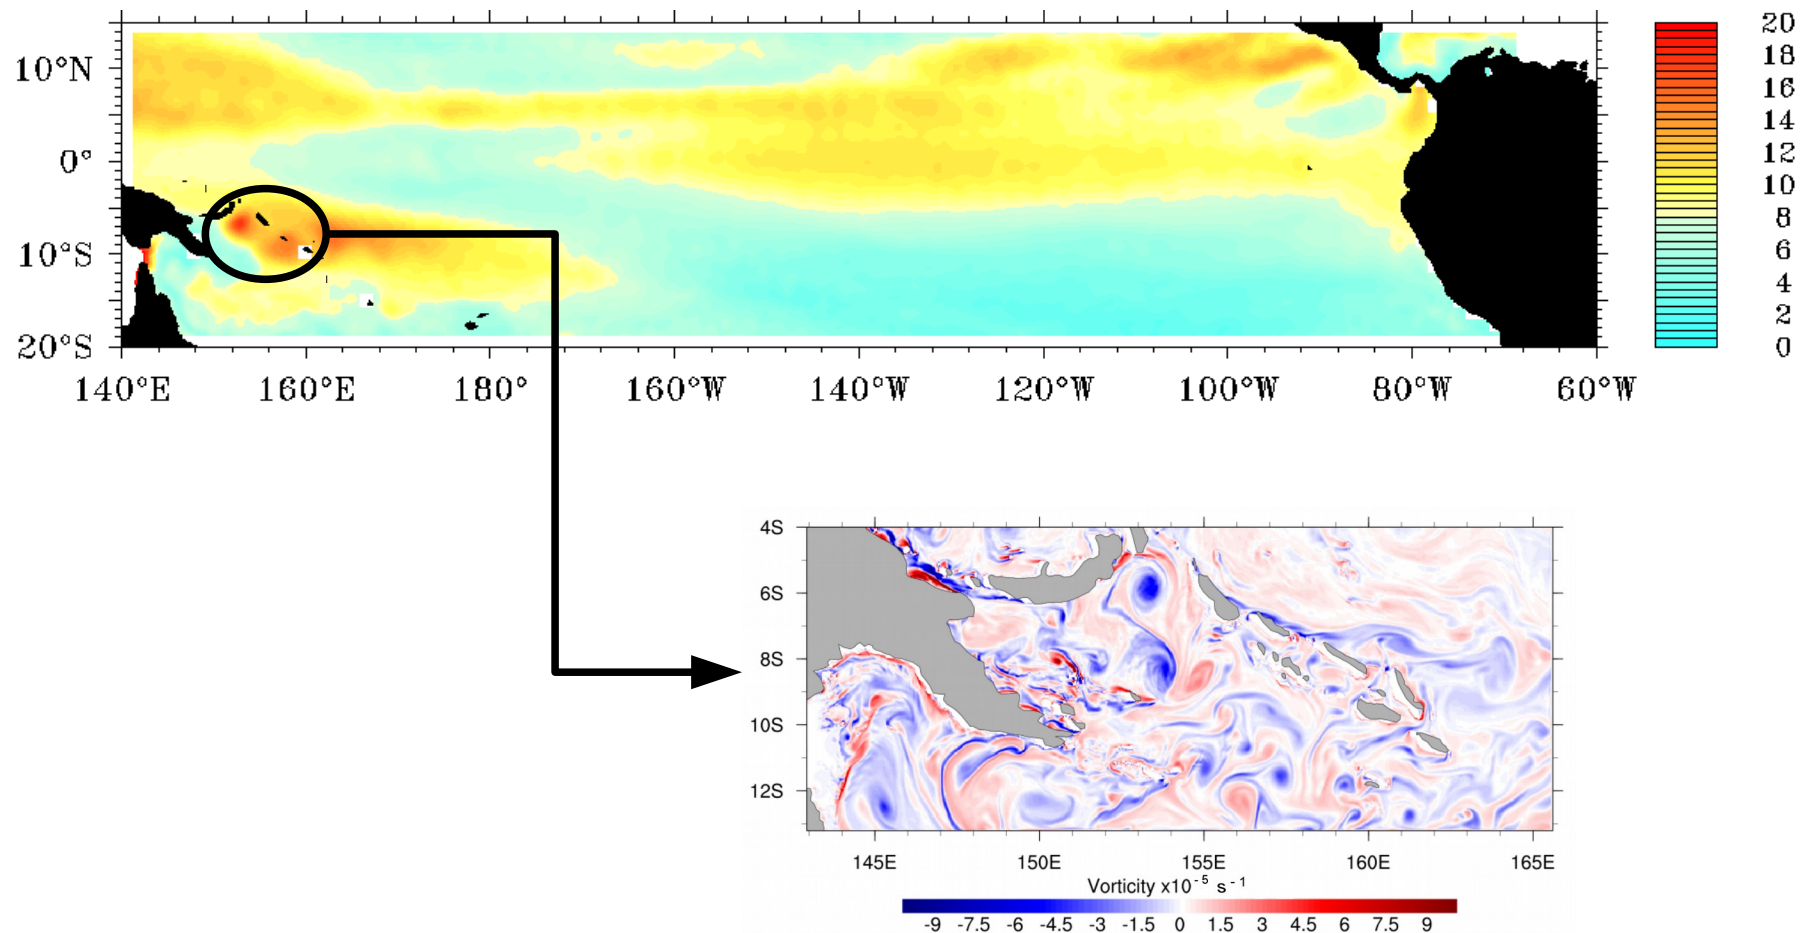 20
18
16
14
12
10
8
6
4
2
0
10°N
0°
10°S
20°S
140°E 160°E 180° 160°W 140°W 120°W 100°W 80°W 60°W
4S
6S
8S
10S
12S
145E 150E 155E 160E 165E
Vorticity x10⁻⁵ s⁻¹
-9 -7.5 -6 -4.5 -3 -1.5 0 1.5 3 4.5 6 7.5 9